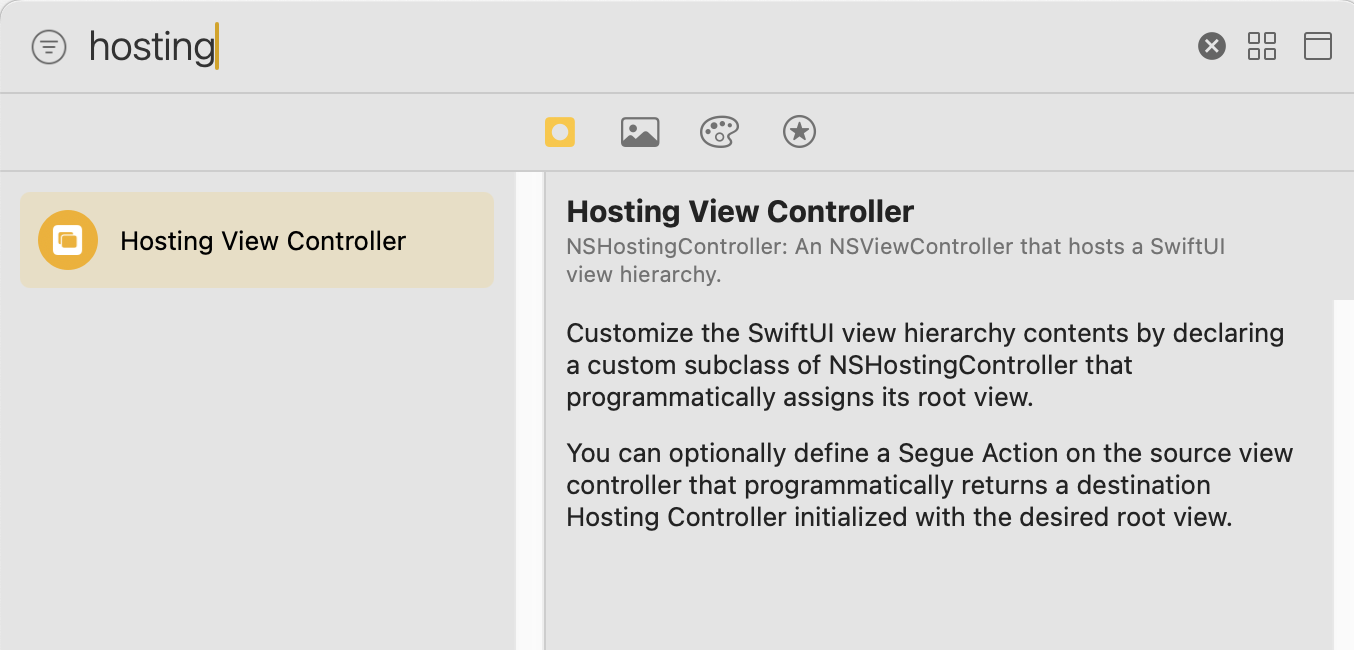 hosting
Hosting View Controller
Hosting View Controller
NSHostingController: An NSViewController that hosts a SwiftUI
view hierarchy.
Customize the SwiftUI view hierarchy contents by declaring
a custom subclass of NSHostingController that
programmatically assigns its root view.
You can optionally define a Segue Action on the source view
controller that programmatically returns a destination
Hosting Controller initialized with the desired root view.